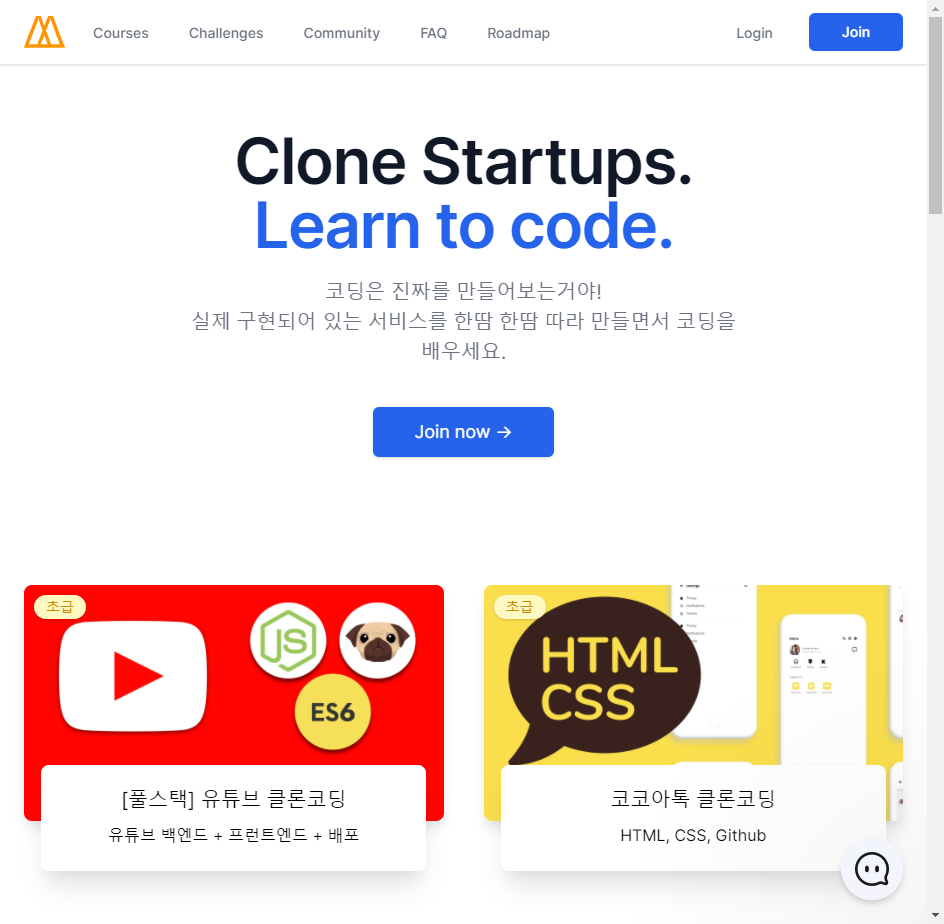 Courses
Challenges
Community
FAQ
Roadmap
Login
Join
Clone Startups.
Learn to code.
코딩은 진짜를 만들어보는거야!
실제 구현되어 있는 서비스를 한땀 한땀 따라 만들면서 코딩을
배우세요.
Join now →
초급
JS
ES6
[풀스택] 유튜브 클론코딩
유튜브 백엔드 + 프런트엔드 + 배포
초급
HTML
CSS
코코아톡 클론코딩
HTML, CSS, Github